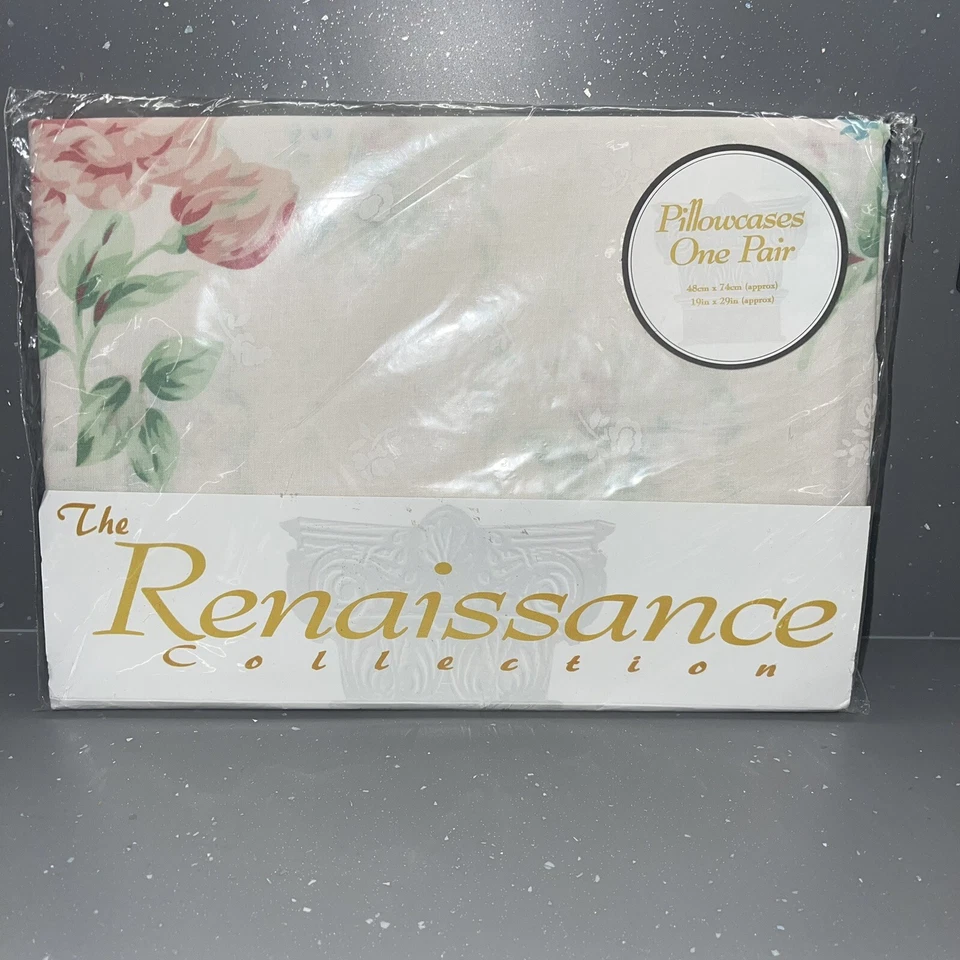 Pillowcases
One Pair
48cm x 74cm (approx)
19in x 29in (approx)
The
Renaissance
Collection